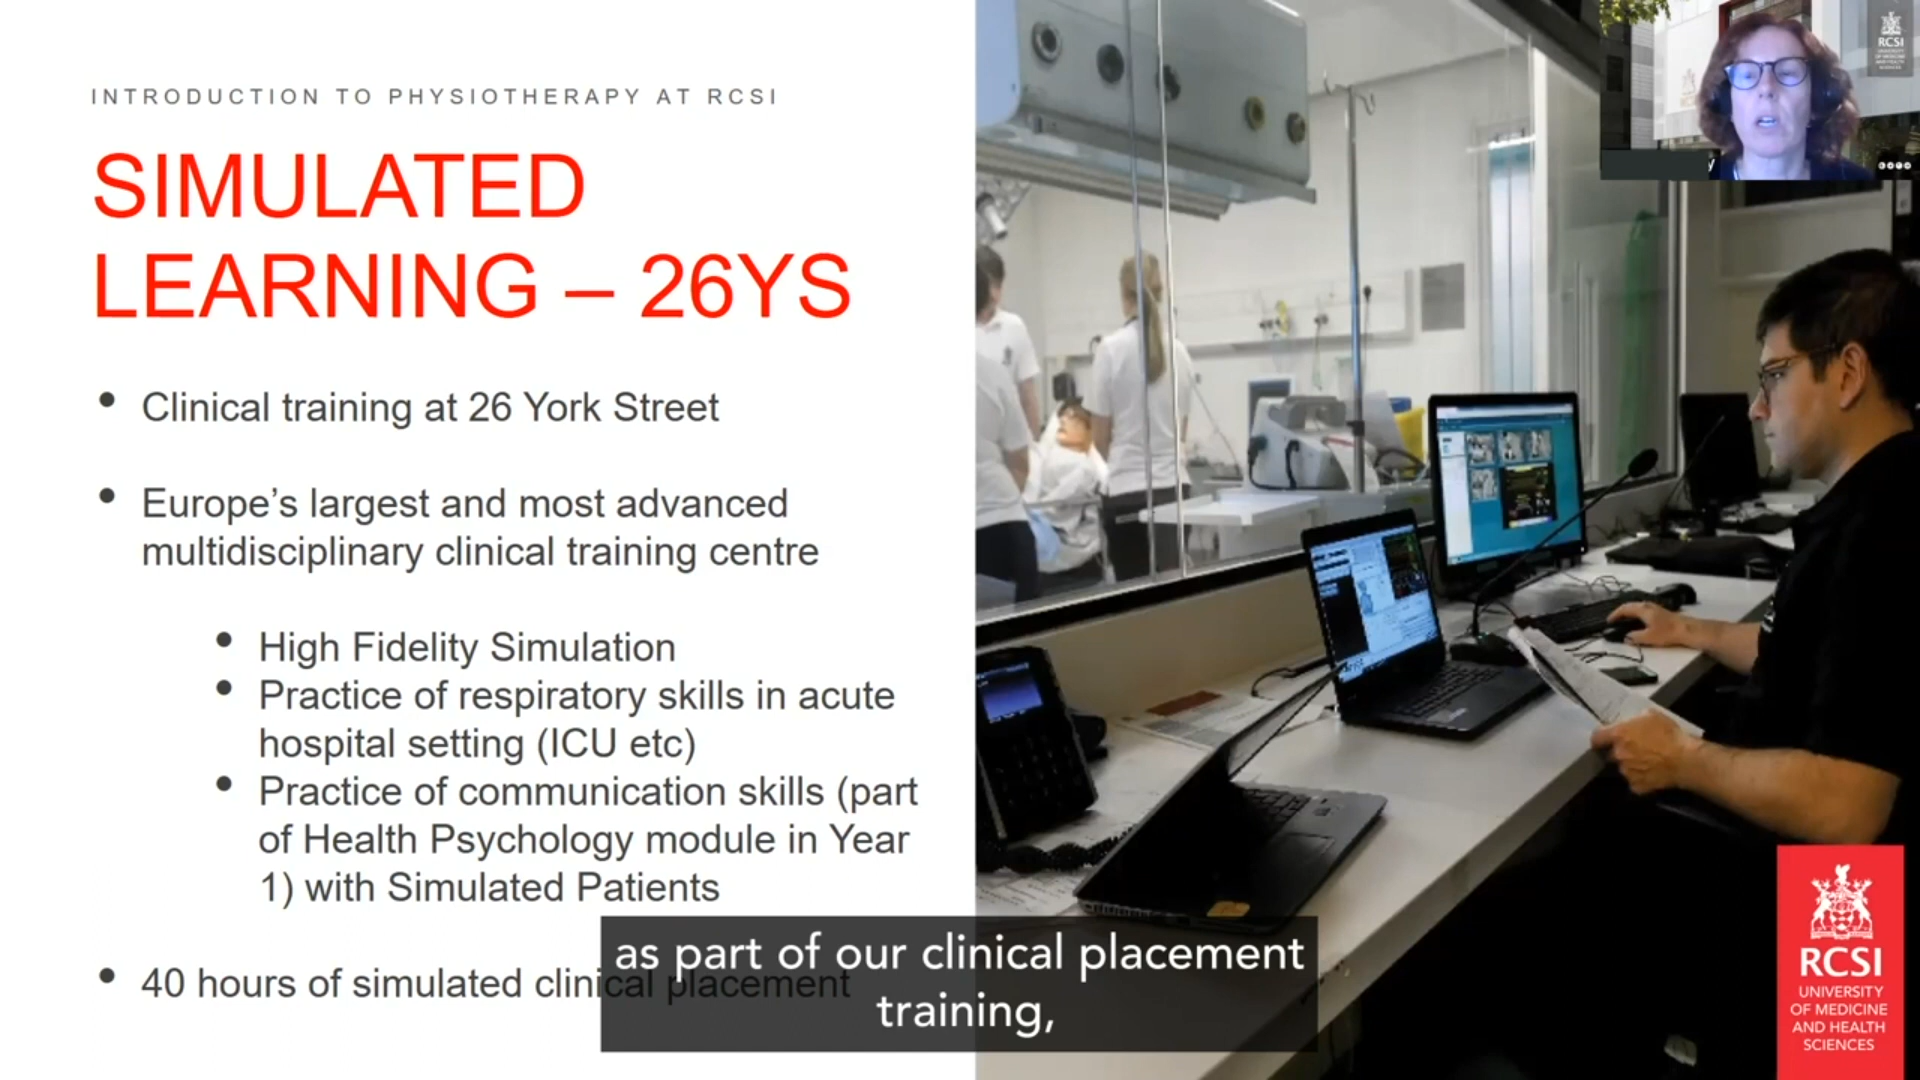 INTRODUCTION TO PHYSIOTHERAPY AT RCSI
SIMULATED
LEARNING – 26YS
• Clinical training at 26 York Street
• Europe's largest and most advanced
multidisciplinary clinical training centre
• High Fidelity Simulation
• Practice of respiratory skills in acute
hospital setting (ICU etc)
• Practice of communication skills (part
of Health Psychology module in Year
1) with Simulated Patients
• 40 hours of simulated clinical placement
as part of our clinical placement
training,
RCSI
RCSI
UNIVERSITY
OF MEDICINE
AND HEALTH
SCIENCES